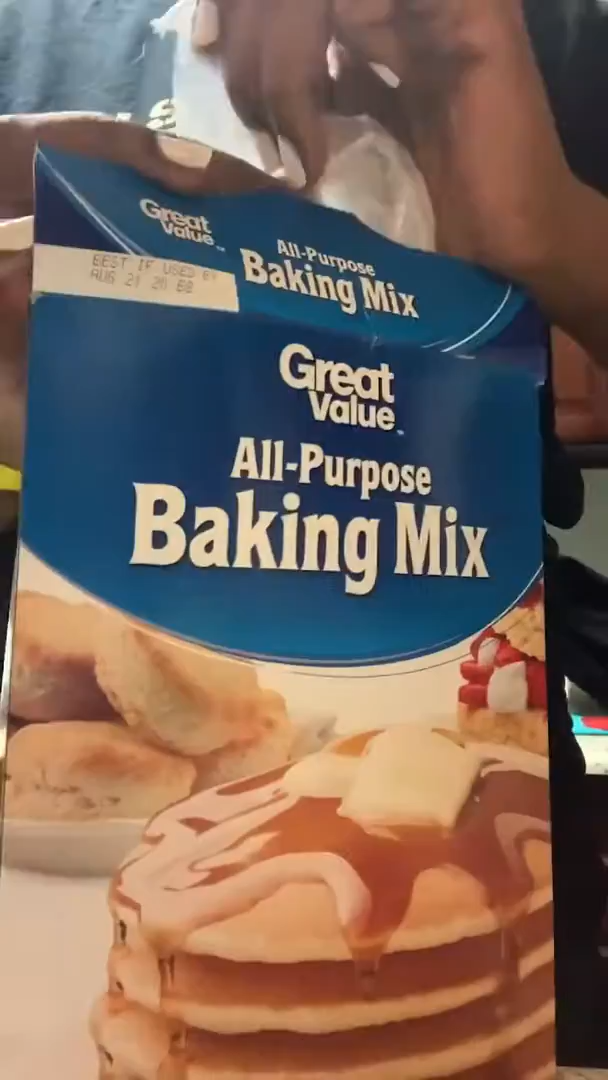 Great
Value
All-Purpose
Baking Mix
BEST IF USED BY
AUG 21 20
Great
Value
All-Purpose
Baking Mix